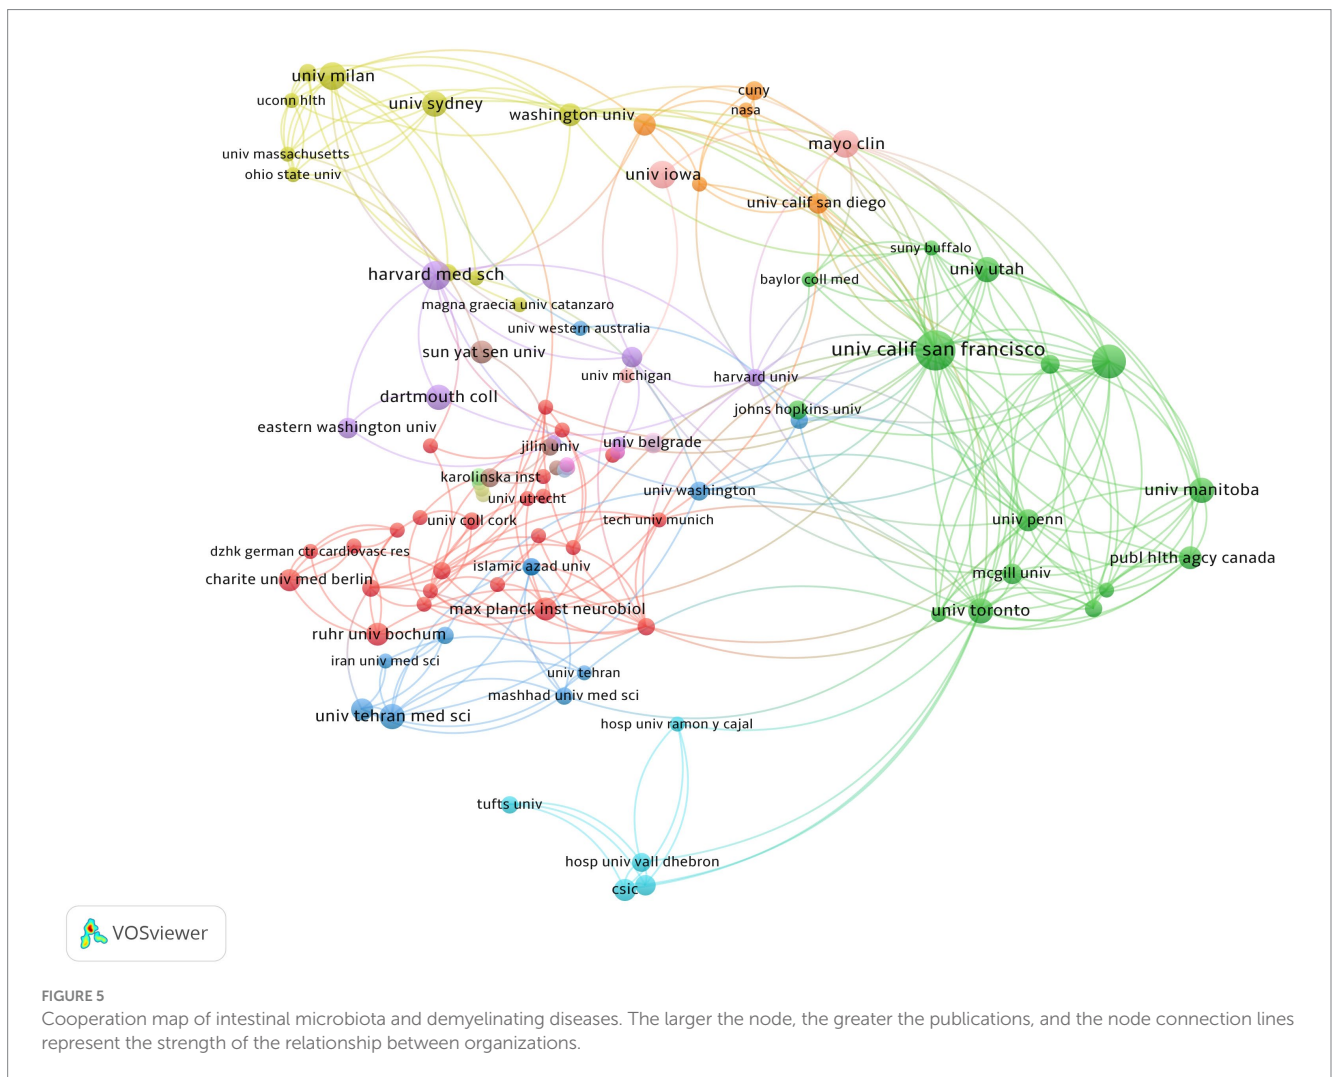 univ milan
cuny
uconn hlth
univ sydney
nasa
washington univ
mayo clin
univ massachusetts
ohio state univ
univ iowa
univ calif san diego
suny buffalo
univ utah
harvard med sch
baylor coll med
magna graecia univ catanzaro
univ western australia
sun yat sen univ
univ calif san francisco
univ michigan
harvard univ
dartmouth coll
johns hopkins univ
eastern washington univ
jilin univ
univ belgrade
karolinska inst
univ washington
univ manitoba
univ utrecht
univ coll cork
tech univ munich
univ penn
dzhk german ctr cardiovasc res
publ hlth agcy canada
islamic azad univ
mcgill univ
charite univ med berlin
max planck inst neurobiol
univ toronto
ruhr univ bochum
iran univ med sci
univ tehran
mashhad univ med sci
univ tehran med sci
hosp univ ramon y cajal
tufts univ
hosp univ vall dhebron
csic
VOSviewer
FIGURE 5
Cooperation map of intestinal microbiota and demyelinating diseases. The larger the node, the greater the publications, and the node connection lines
represent the strength of the relationship between organizations.